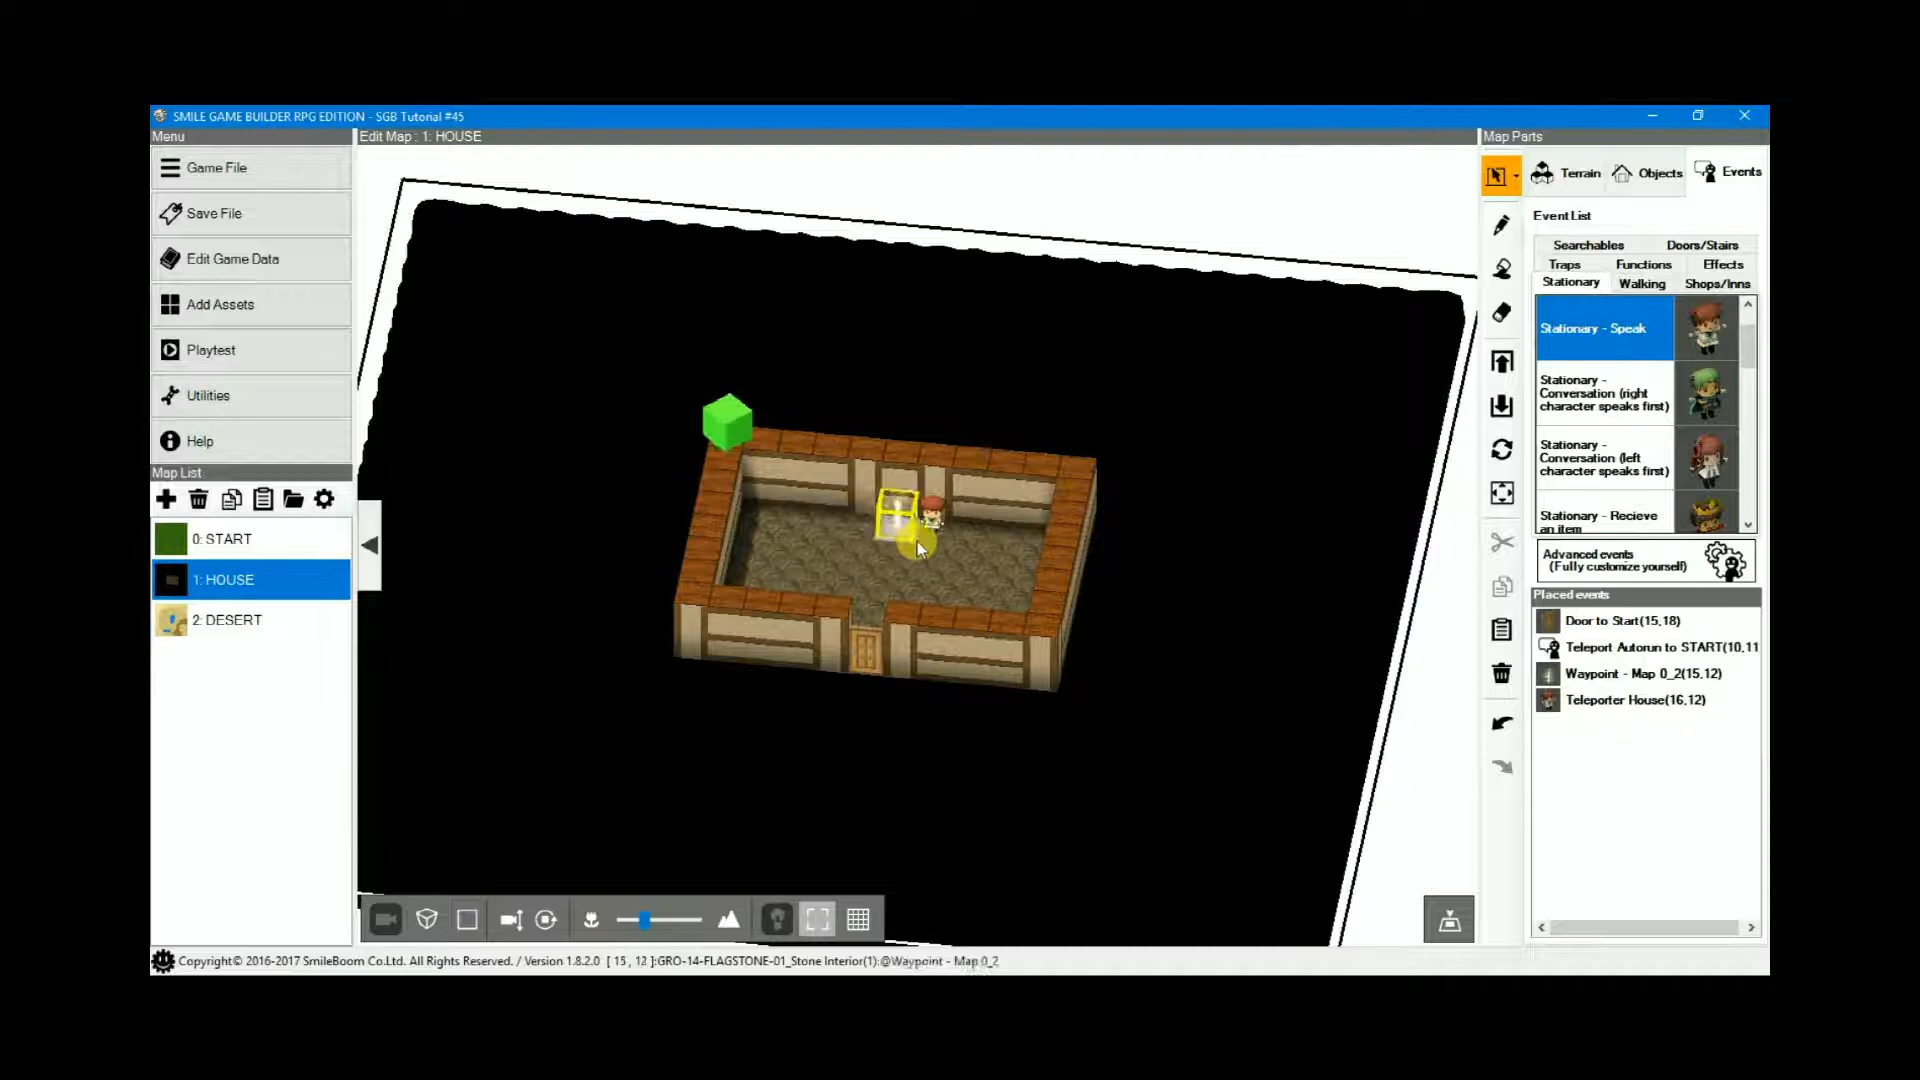 SMILE GAME BUILDER RPG EDITION - SGB Tutorial #45
Menu
Edit Map : 1: HOUSE
Map Parts
Game File
Save File
Edit Game Data
Add Assets
Playtest
Utilities
Help
Map List
0: START
1: HOUSE
2: DESERT
Terrain
Objects
Events
Event List
Searchables
Doors/Stairs
Traps
Functions
Effects
Stationary
Walking
Shops/Inns
Stationary - Speak
Stationary -
Conversation (right
character speaks first)
Stationary -
Conversation (left
character speaks first)
Stationary - Recieve
an item
Advanced events
(Fully customize yourself)
Placed events
Door to Start(15,18)
Teleport Autorun to START(10,11
Waypoint - Map 0_2(15,12)
Teleporter House(16,12)
Copyright© 2016-2017 SmileBoom Co.Ltd. All Rights Reserved. / Version 1.8.2.0 [ 15 , 12 ]:GRO-14-FLAGSTONE-01_Stone Interior(1):@Waypoint - Map 0_2